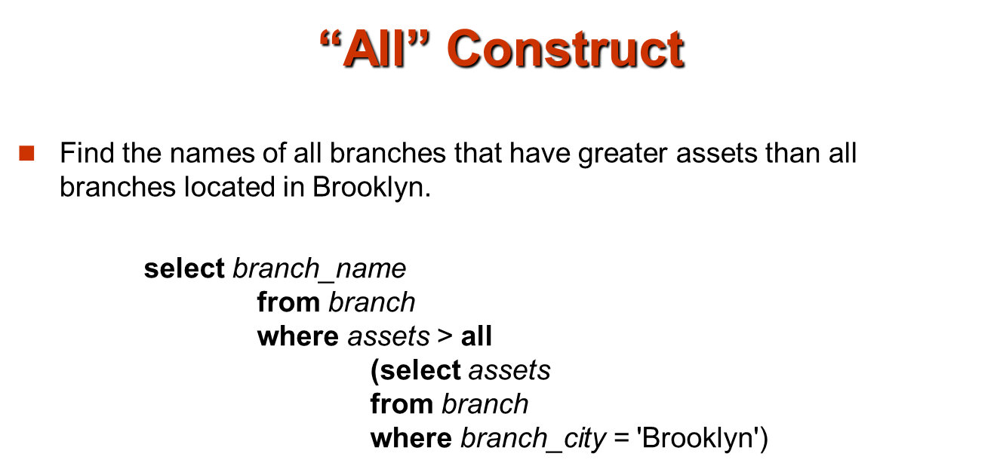 “All” Construct
Find the names of all branches that have greater assets than all
branches located in Brooklyn.
select branch_name
from branch
where assets > all
(select assets
from branch
where branch_city = 'Brooklyn')